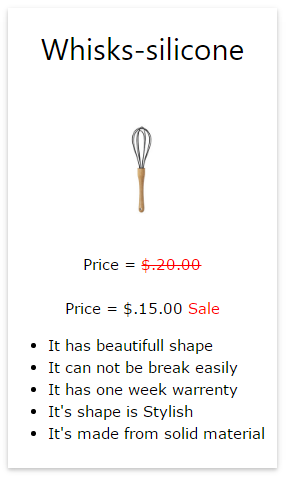 Whisks-silicone
Price = $.20.00
Price = $.15.00 Sale
It has beautifull shape
It can not be break easily
It has one week warrenty
It's shape is Stylish
It's made from solid material